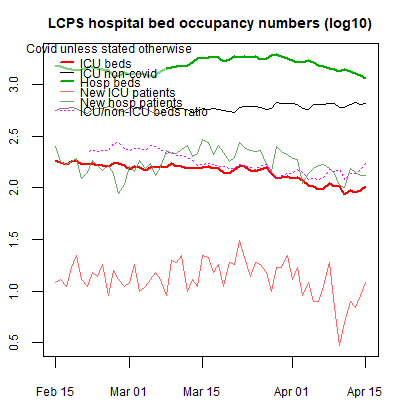 LCPS hospital bed occupancy numbers (log10)
Covid unless stated otherwise
ICU beds
ICU non-covid
Hosp beds
New ICU patients
New hosp patients
ICU/non-ICU beds ratio
3.0
2.5
2.0
1.5
1.0
0.5
Feb 15
Mar 01
Mar 15
Apr 01
Apr 15